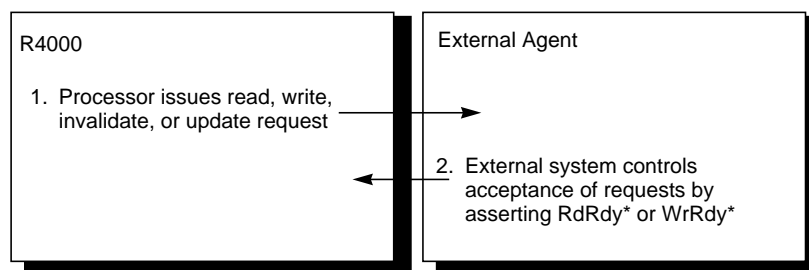 R4000
1. Processor issues read, write,
invalidate, or update request
External Agent
2. External system controls
acceptance of requests by
asserting RdRdy* or WrRdy*